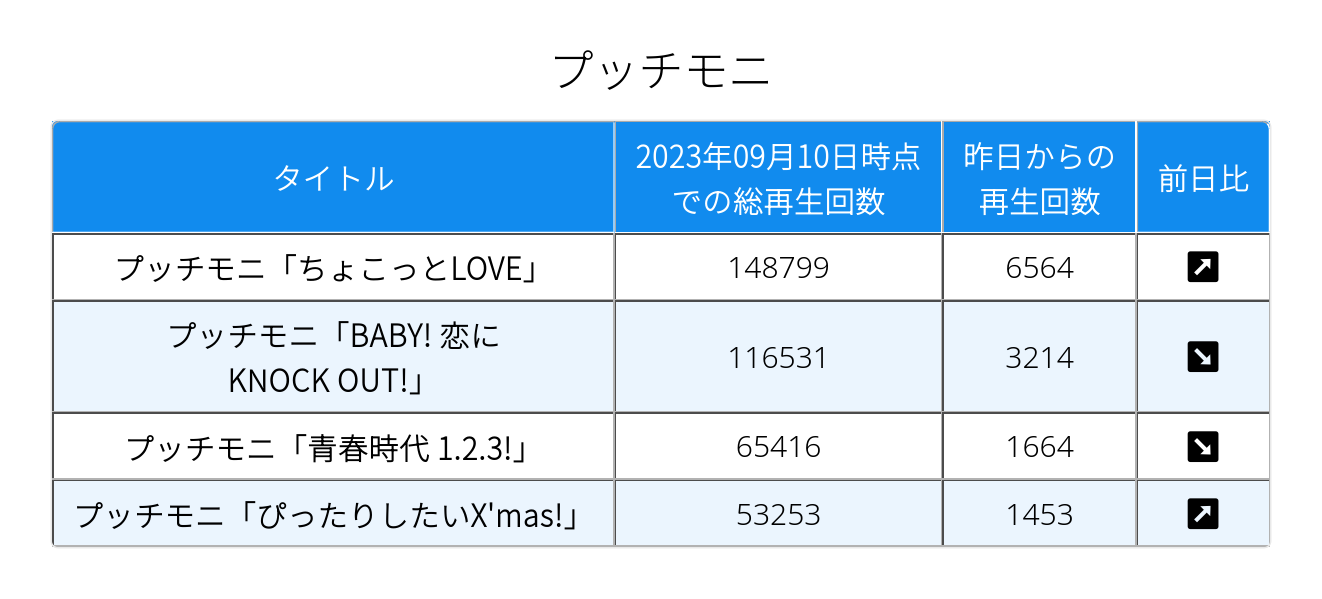 プッチモニ
タイトル
2023年09月10日時点
での総再生回数
昨日からの
再生回数
前日比
プッチモニ「ちょこっとLOVE」
148799
6564
プッチモニ「BABY! 恋に
KNOCK OUT!」
116531
3214
プッチモニ「青春時代 1.2.3!」
65416
1664
プッチモニ「ぴったりしたいX'mas!」
53253
1453